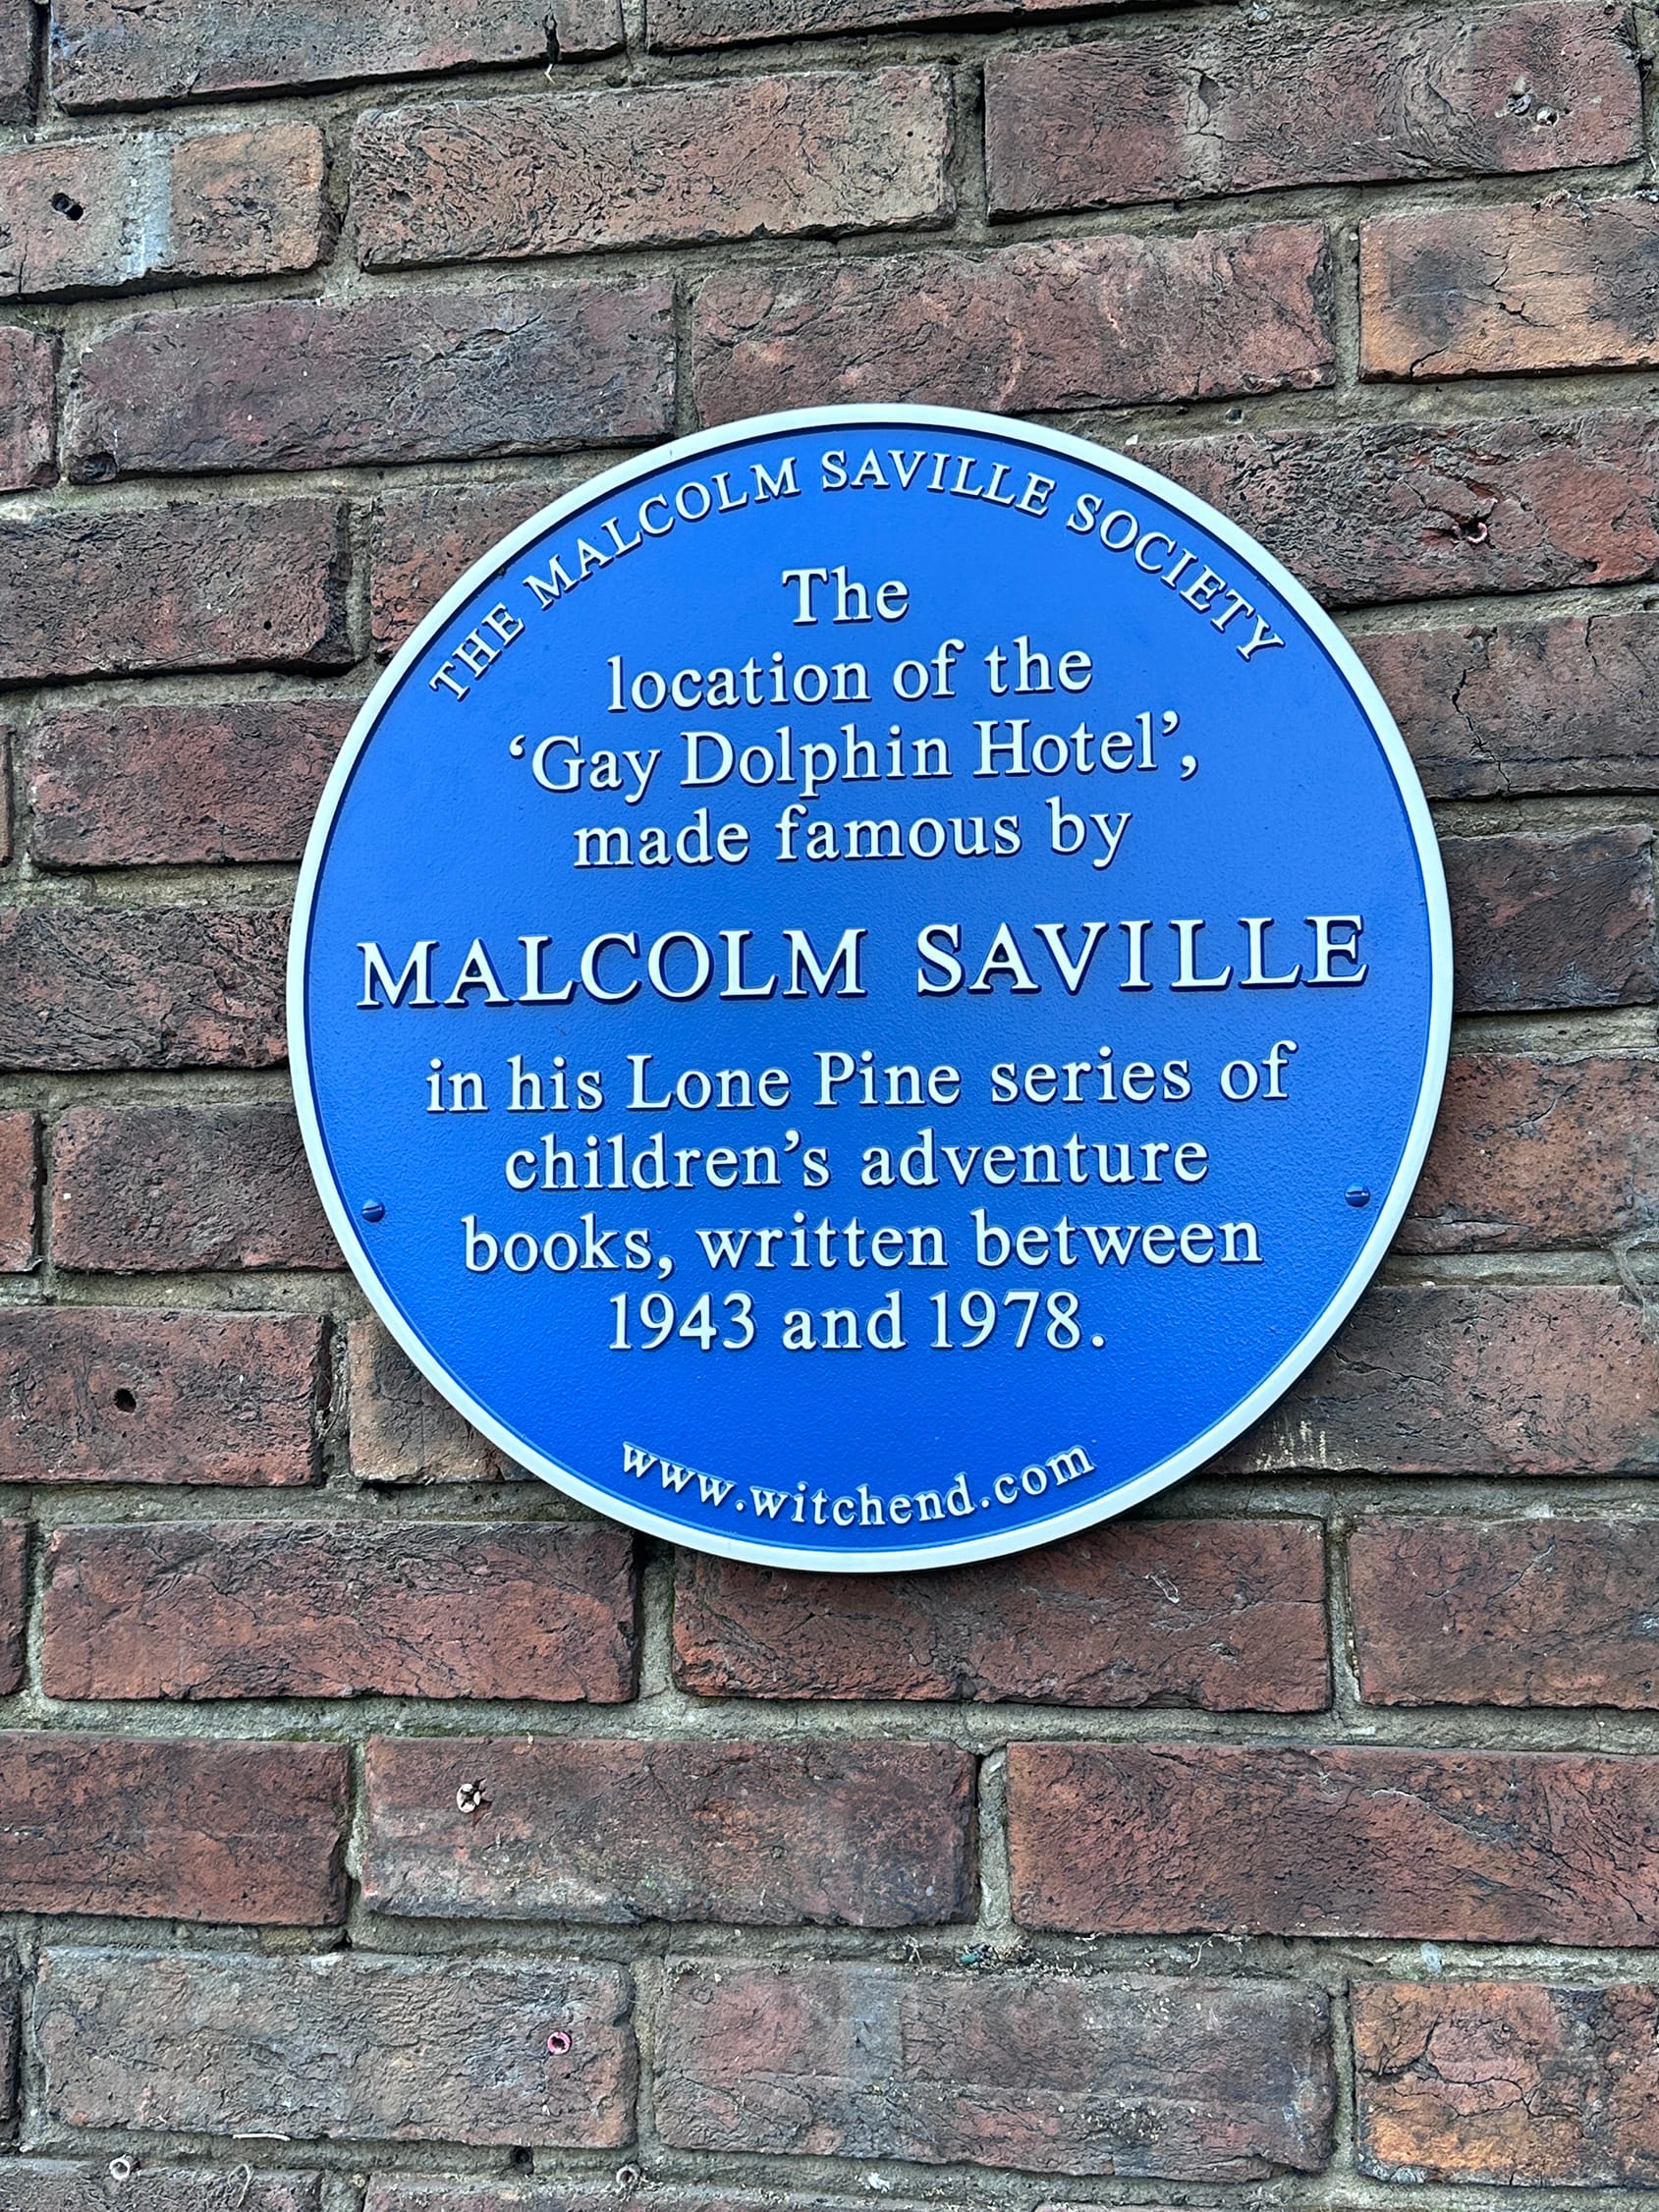 THE MALCOLM SAVILLE SOCIETY
The
location of the
‘Gay Dolphin Hotel’,
made famous by
MALCOLM SAVILLE
in his Lone Pine series of
children’s adventure
books, written between
1943 and 1978.
www.witchend.com